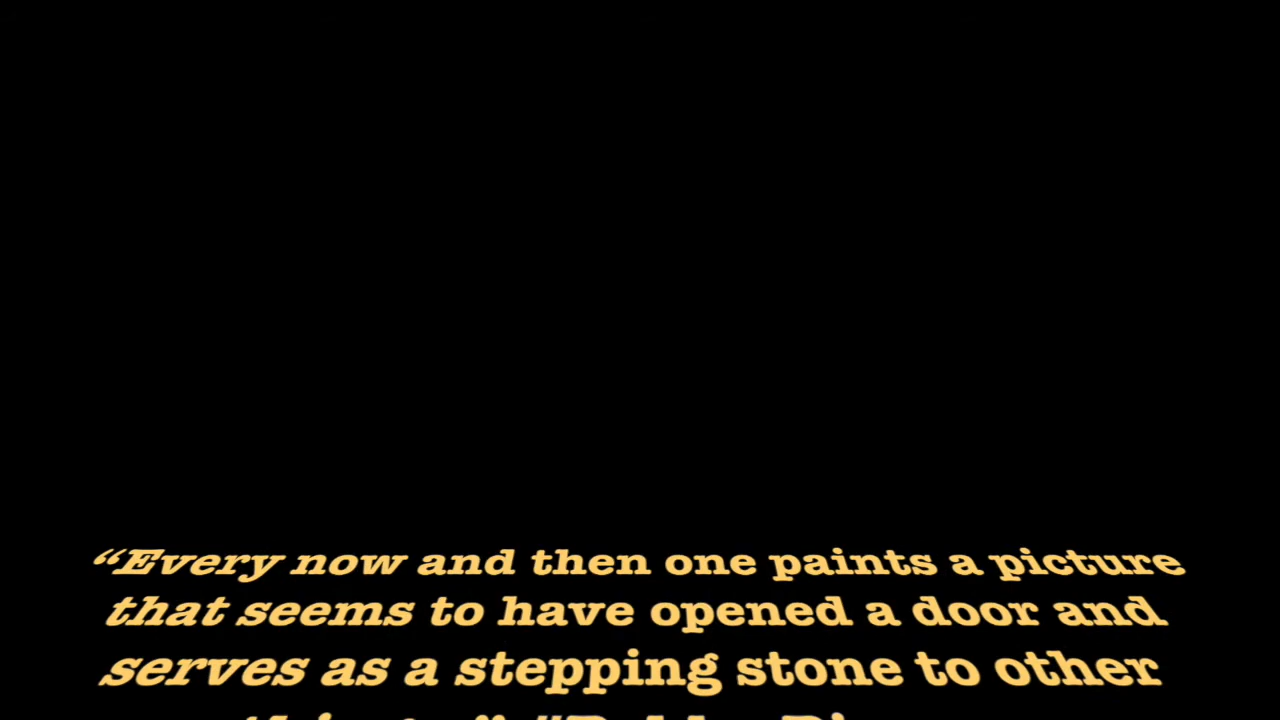 “Every now and then one paints a picture
that seems to have opened a door and
serves as a stepping stone to other